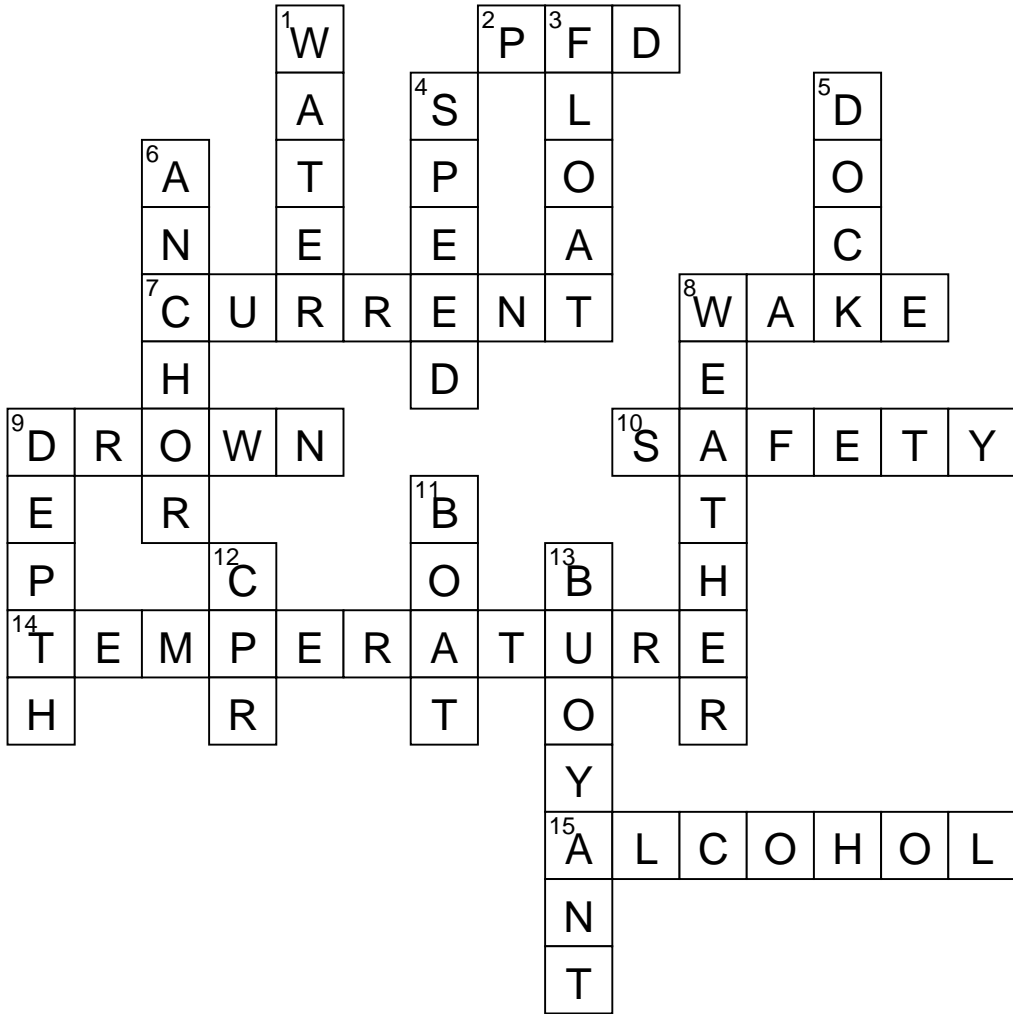 1 W 2 P 3 F D
A 4 S L 5 D
6 A T P O O
N E E A C
7 C U R R E N T 8 W A K E
H D E
9 D R O W N 10 S A F E T Y
E R 11 B T
P 12 C O 13 B H
14 T E M P E R A T U R E
H R T O R
Y
15 A L C O H O L
N
T